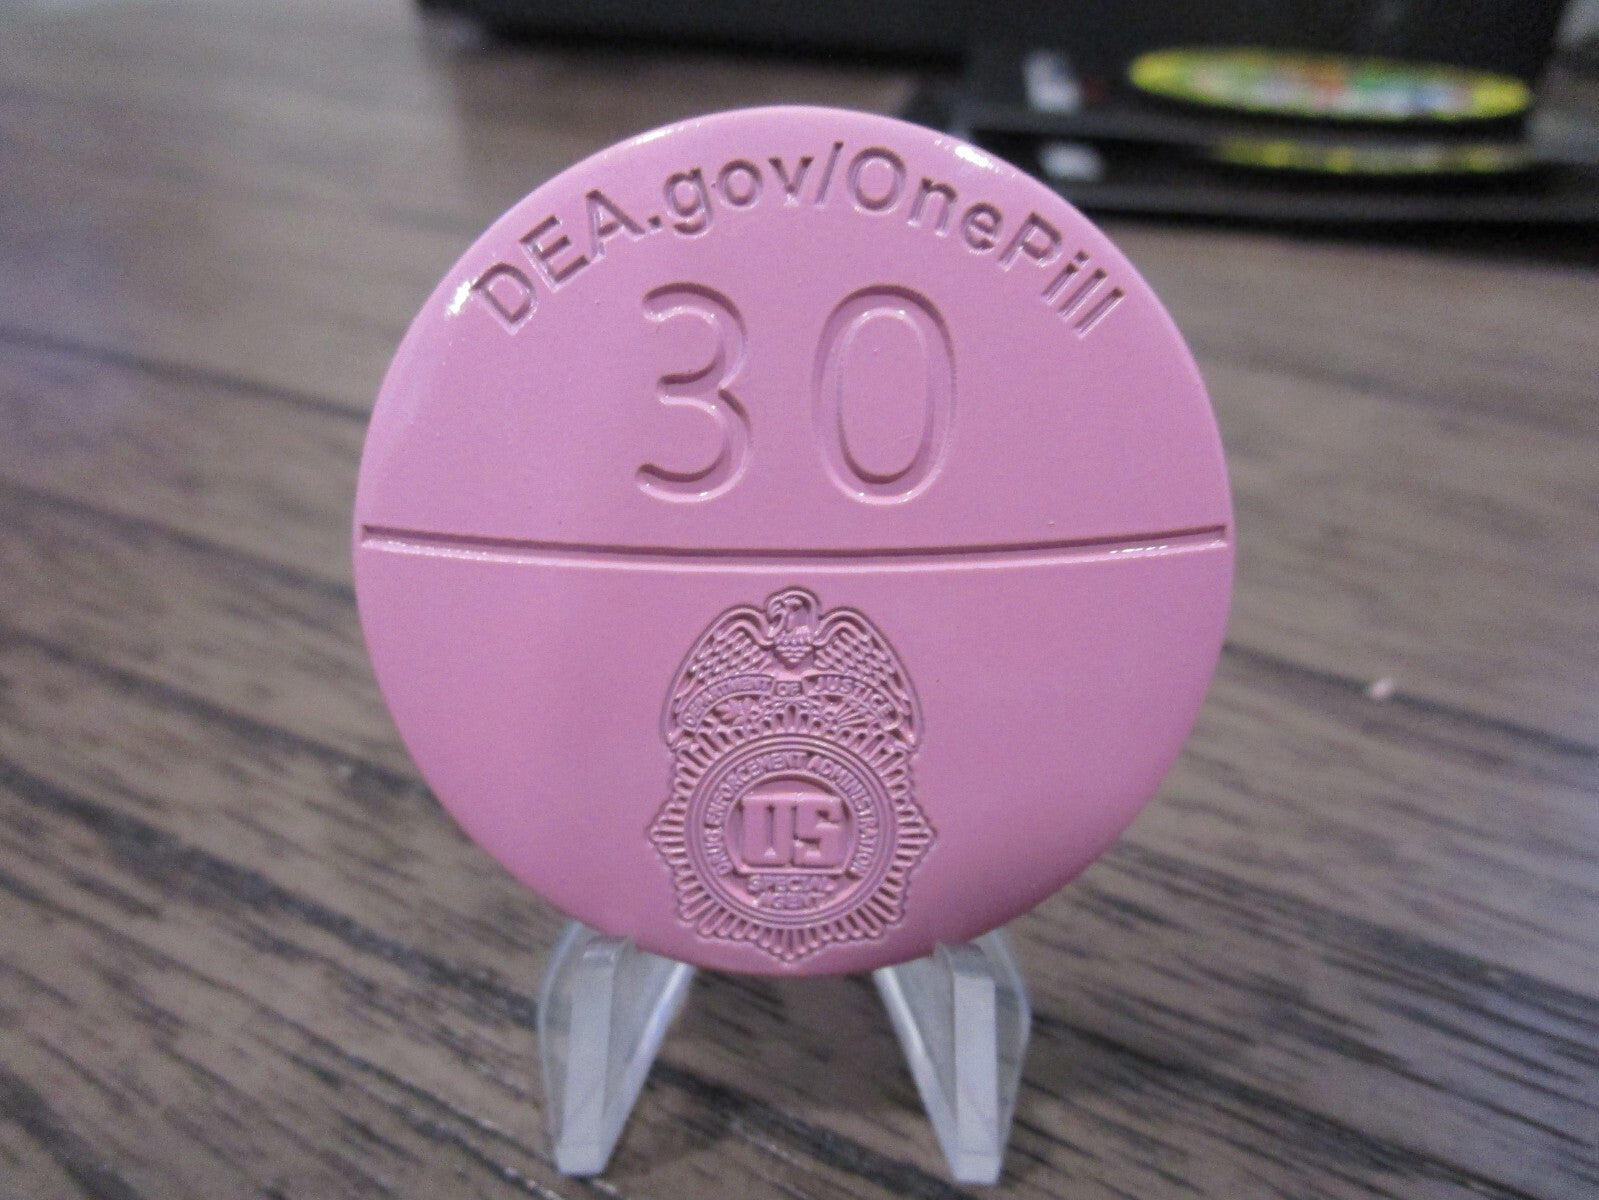 DEA.gov/OnePill
30
DEPARTMENT OF JUSTICE
DRUG ENFORCEMENT ADMINISTRATION
US
SPECIAL
AGENT